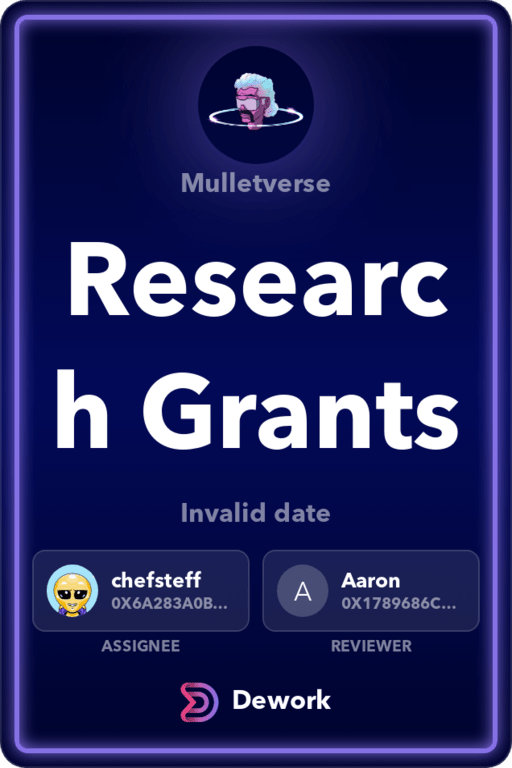 Mulletverse
Researc
h Grants
Invalid date
chefsteff
0X6A283A0B...
ASSIGNEE
A
Aaron
0X1789686C...
REVIEWER
Dework